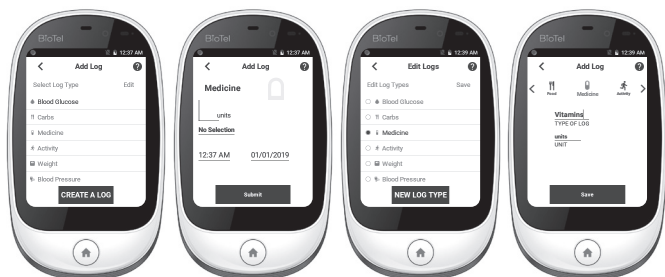 BioTel
12:37 AM
Add Log
?
Select Log Type Edit
Blood Glucose
Carbs
Medicine
Activity
Weight
Blood Pressure
CREATE A LOG
BioTel
12:37 AM
Add Log
?
Medicine
units
No Selection
12:37 AM 01/01/2019
Submit
BioTel
12:39 AM
Edit Logs
?
Edit Log Types Save
Blood Glucose
Carbs
Medicine
Activity
Weight
Blood Pressure
NEW LOG TYPE
BioTel
12:39 AM
Add Log
?
Food Medicine Activity
Vitamins
TYPE OF LOG
units
UNIT
Save